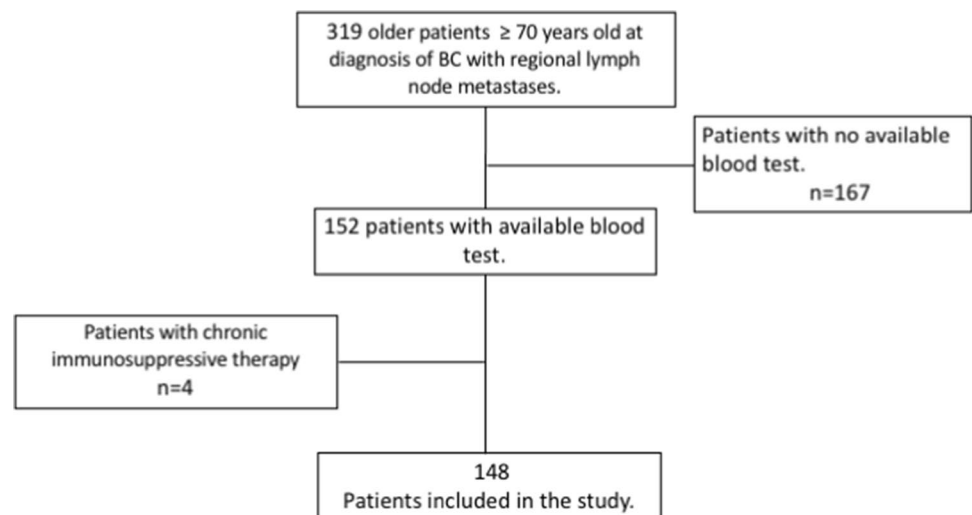 319 older patients ≥ 70 years old at
diagnosis of BC with regional lymph
node metastases.
Patients with no available
blood test.
n=167
152 patients with available blood
test.
Patients with chronic
immunosuppressive therapy
n=4
148
Patients included in the study.